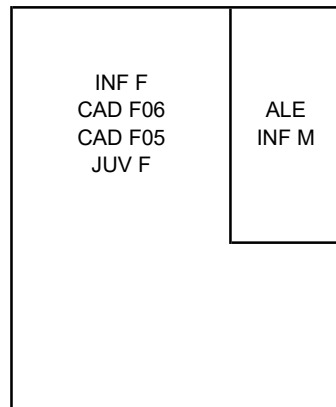 INF F
CAD F06
CAD F05
JUV F
ALE
INF M